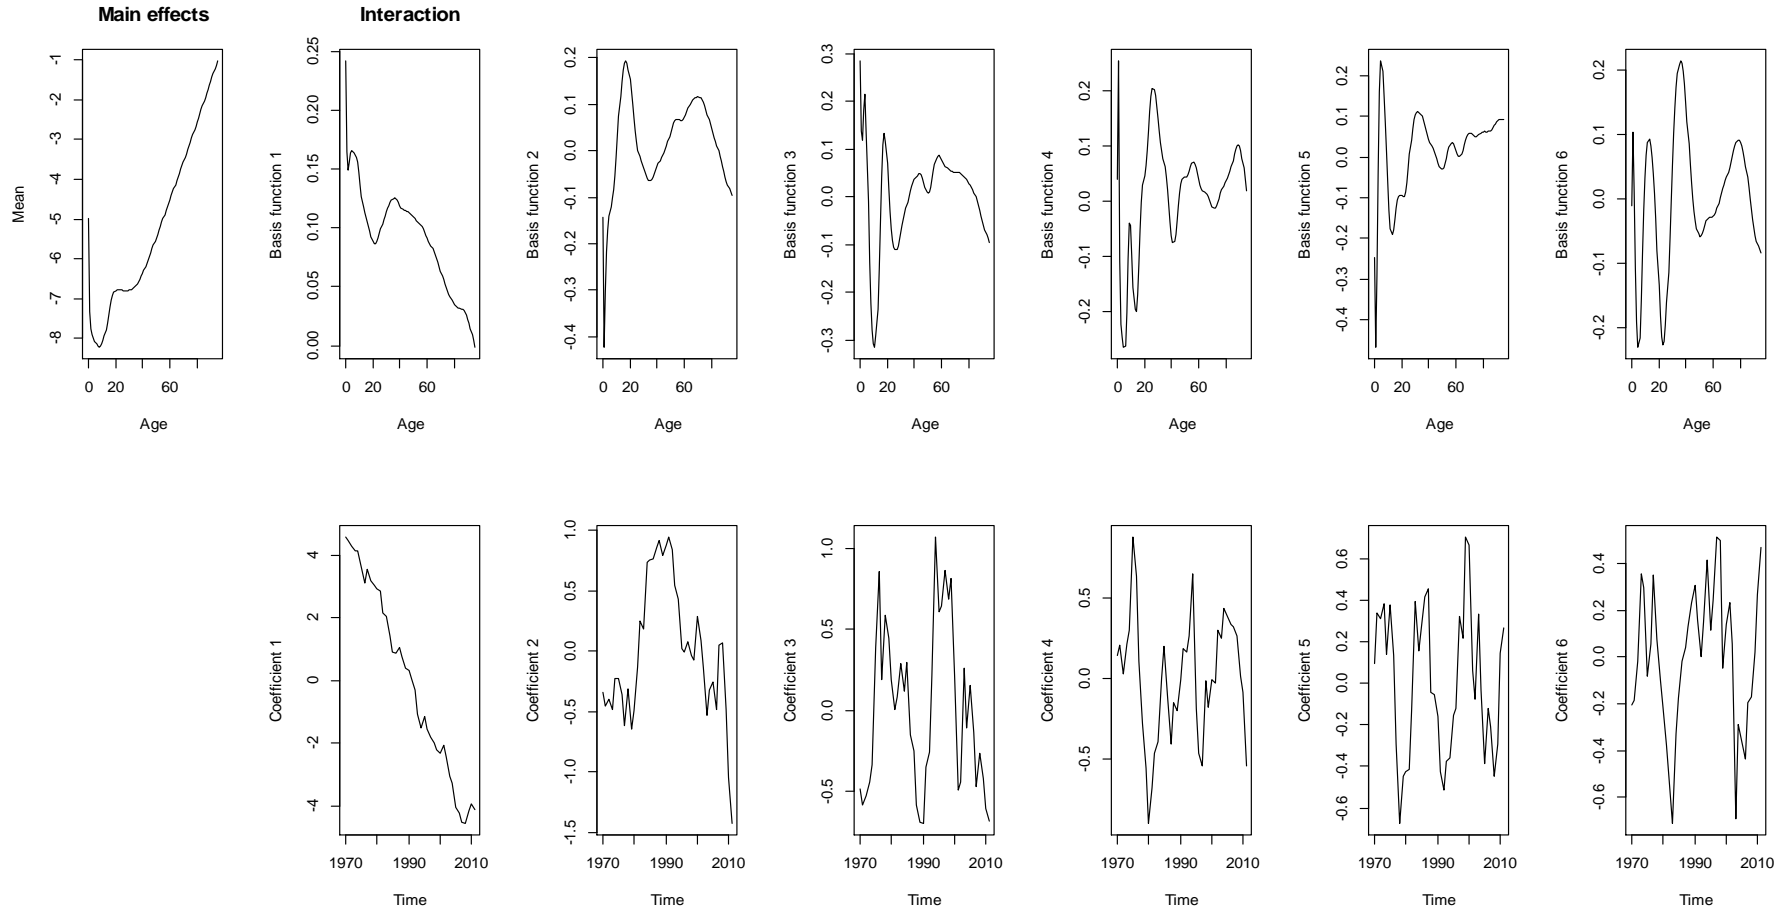 Main effects
Interaction
Mean
-1
-2
-3
-4
-5
-6
-7
-8
0 20 60
Age
Basis function 1
0.25
0.20
0.15
0.10
0.05
0.00
0 20 60
Age
Basis function 2
0.2
0.1
0.0
-0.1
-0.2
-0.3
-0.4
0 20 60
Age
Basis function 3
0.3
0.2
0.1
0.0
-0.1
-0.2
-0.3
0 20 60
Age
Basis function 4
0.2
0.1
0.0
-0.1
-0.2
0 20 60
Age
Basis function 5
0.2
0.1
0.0
-0.1
-0.2
-0.3
-0.4
0 20 60
Age
Basis function 6
0.2
0.1
0.0
-0.1
-0.2
0 20 60
Age
Coefficient 1
4
2
0
-2
-4
1970 1990 2010
Time
Coefficient 2
1.0
0.5
0.0
-0.5
-1.0
-1.5
1970 1990 2010
Time
Coefficient 3
1.0
0.5
0.0
-0.5
1970 1990 2010
Time
Coefficient 4
0.5
0.0
-0.5
1970 1990 2010
Time
Coefficient 5
0.6
0.4
0.2
0.0
-0.2
-0.4
-0.6
1970 1990 2010
Time
Coefficient 6
0.4
0.2
0.0
-0.2
-0.4
-0.6
1970 1990 2010
Time